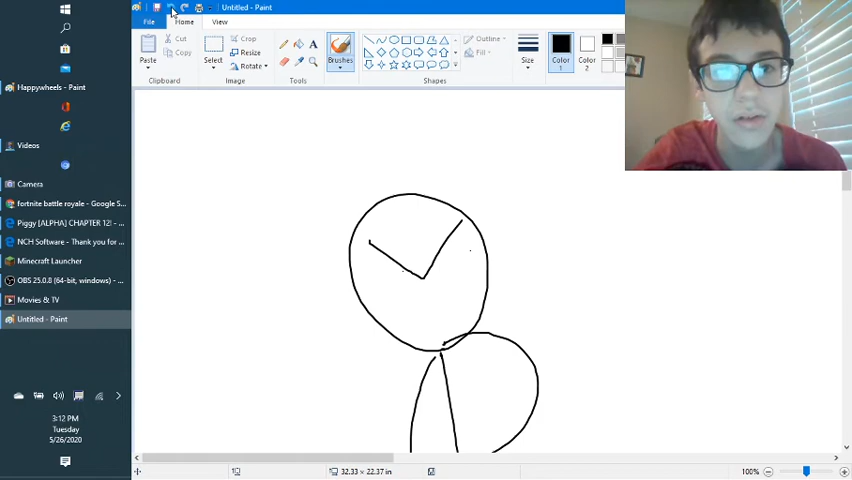 Untitled - Paint
File
Home
View
Paste
Cut
Copy
Clipboard
Select
Crop
Resize
Rotate
Image
A
Tools
Brushes
Outline
Fill
Shapes
Size
Color
1
Color
2
Happywheels - Paint
Videos
Camera
fortnite battle royale - Google S...
Piggy [ALPHA] CHAPTER 12! - ...
NCH Software - Thank you for ...
Minecraft Launcher
OBS 25.0.8 (64-bit, windows) - ...
Movies & TV
Untitled - Paint
3:12 PM
Tuesday
5/26/2020
32.33 × 22.37 in
100%